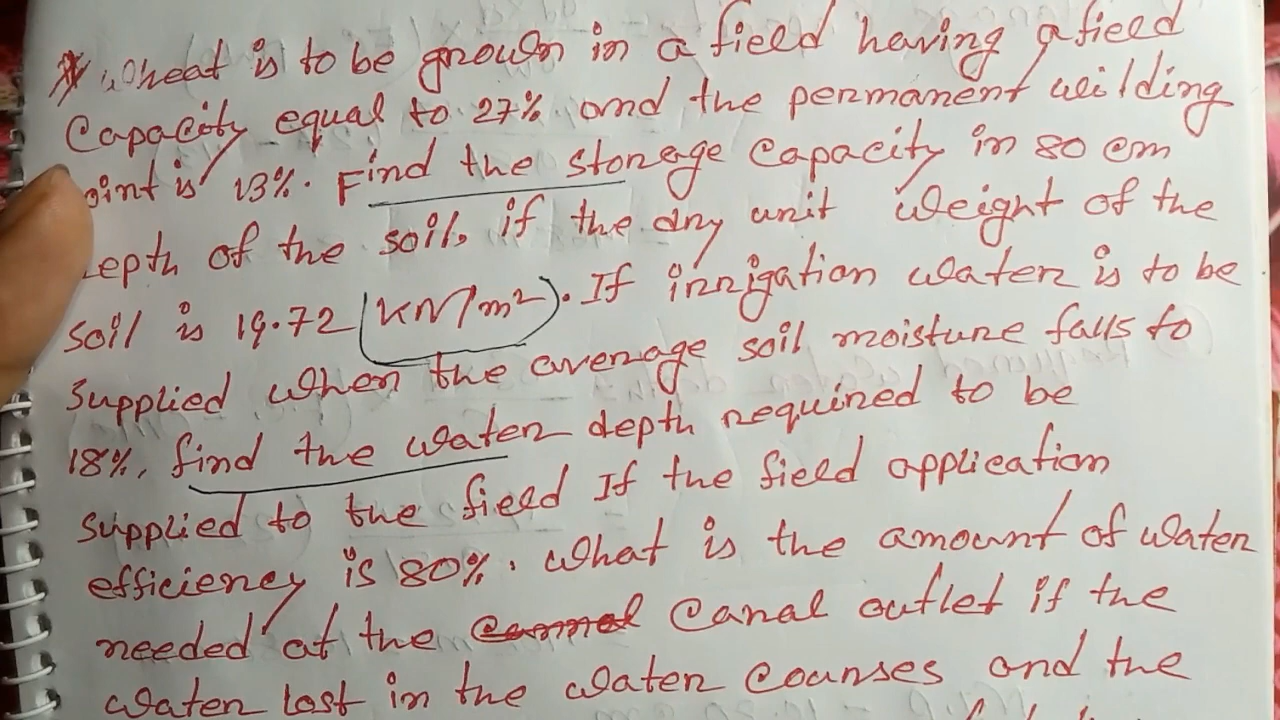 wheat is to be grown in a field having a field
Capacity equal to 27% and the permanent wilding
oint is 13%. Find the storage capacity in 80 cm
epth of the soil, if the dry unit weight of the
soil is 19.72 (KN/m²). If irrigation water is to be
supplied when the average soil moisture falls to
18%, find the water depth required to be
supplied to the field If the field application
efficiency is 80%. What is the amount of water
needed at the canal outlet if the
water lost in the water courses and the